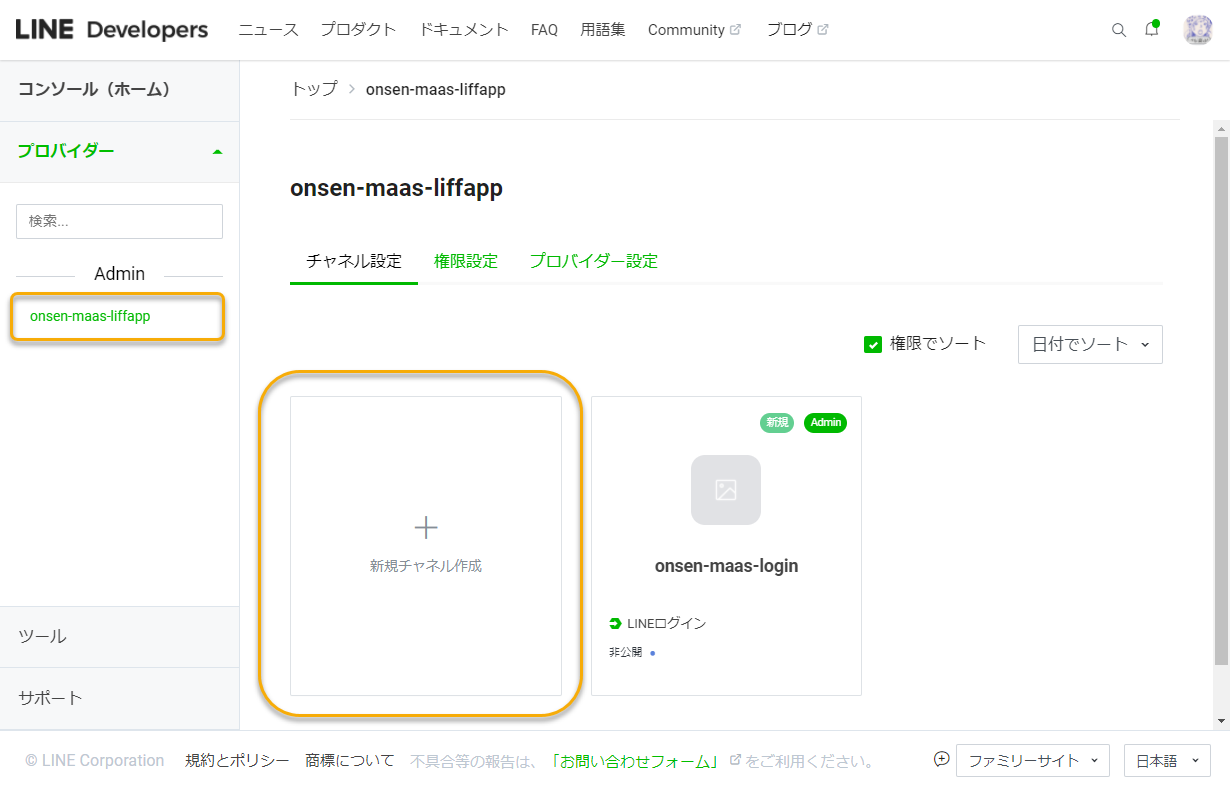 LINE Developers ニュース プロダクト ドキュメント FAQ 用語集 Community ブログ
コンソール（ホーム）
プロバイダー
検索...
Admin
onsen-maas-liffapp
ツール
サポート
トップ > onsen-maas-liffapp
onsen-maas-liffapp
チャネル設定 権限設定 プロバイダー設定
権限でソート 日付でソート
新規チャネル作成
新規 Admin
onsen-maas-login
LINEログイン
非公開
© LINE Corporation 規約とポリシー 商標について 不具合等の報告は、「お問い合わせフォーム」をご利用ください。 ファミリーサイト 日本語